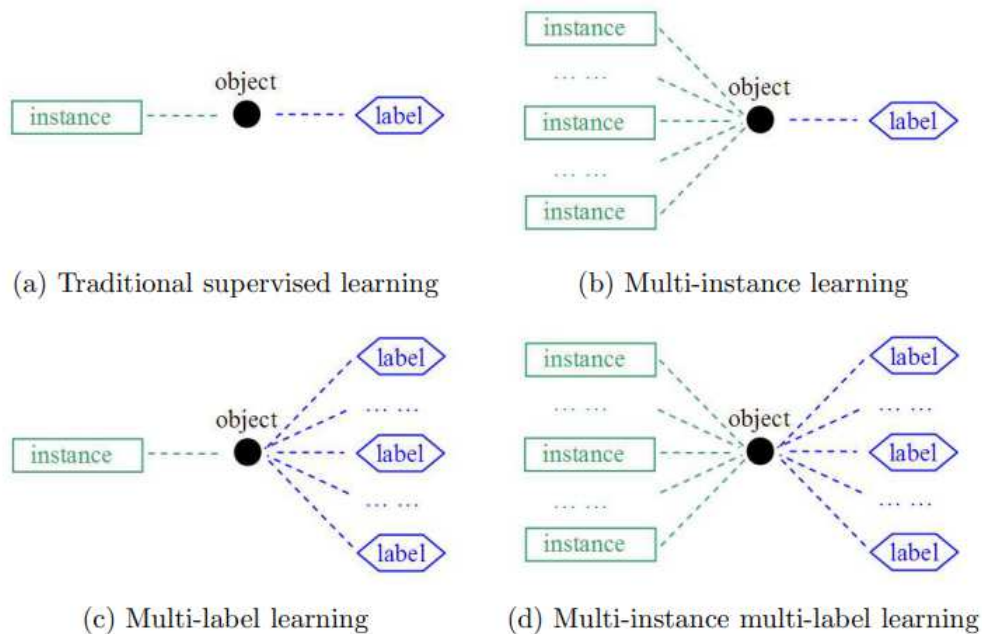 object
instance
label
(a) Traditional supervised learning
instance
... ...
object
instance
label
... ...
instance
(b) Multi-instance learning
label
... ...
object
instance
label
... ...
label
(c) Multi-label learning
instance
label
... ...
... ...
object
instance
label
... ...
... ...
instance
label
(d) Multi-instance multi-label learning